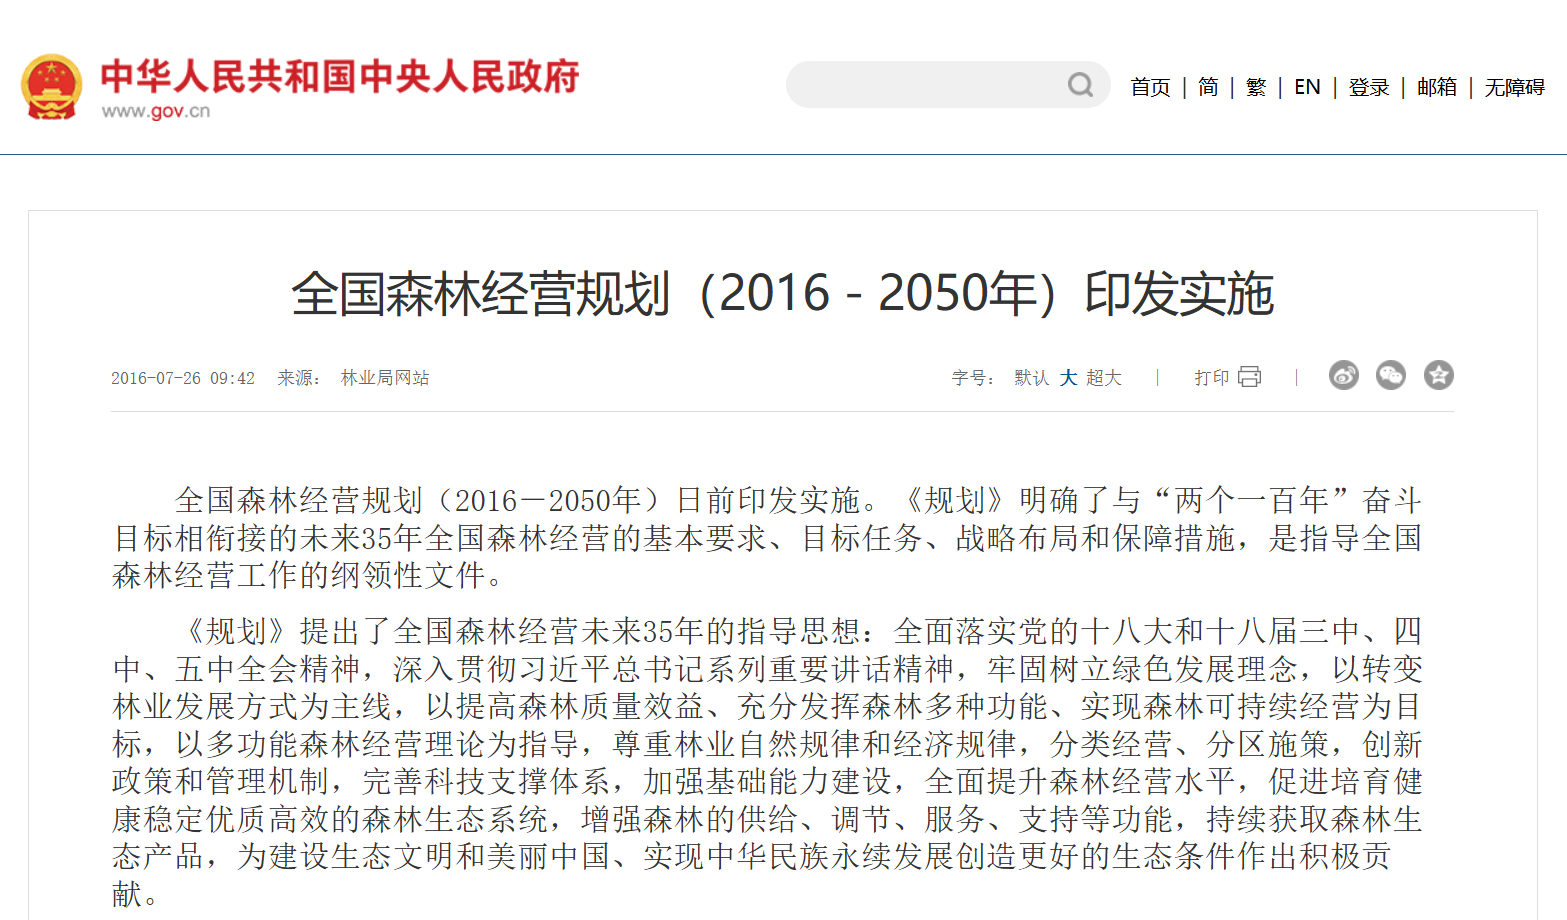 中华人民共和国中央人民政府
www.gov.cn
首页 | 简 | 繁 | EN | 登录 | 邮箱 | 无障碍
全国森林经营规划（2016－2050年）印发实施
2016-07-26 09:42 来源： 林业局网站
字号： 默认 大 超大 | 打印 |
全国森林经营规划（2016－2050年）日前印发实施。《规划》明确了与“两个一百年”奋斗
目标相衔接的未来35年全国森林经营的基本要求、目标任务、战略布局和保障措施，是指导全国
森林经营工作的纲领性文件。
《规划》提出了全国森林经营未来35年的指导思想：全面落实党的十八大和十八届三中、四
中、五中全会精神，深入贯彻习近平总书记系列重要讲话精神，牢固树立绿色发展理念，以转变
林业发展方式为主线，以提高森林质量效益、充分发挥森林多种功能、实现森林可持续经营为目
标，以多功能森林经营理论为指导，尊重林业自然规律和经济规律，分类经营、分区施策，创新
政策和管理机制，完善科技支撑体系，加强基础能力建设，全面提升森林经营水平，促进培育健
康稳定优质高效的森林生态系统，增强森林的供给、调节、服务、支持等功能，持续获取森林生
态产品，为建设生态文明和美丽中国、实现中华民族永续发展创造更好的生态条件作出积极贡
献。